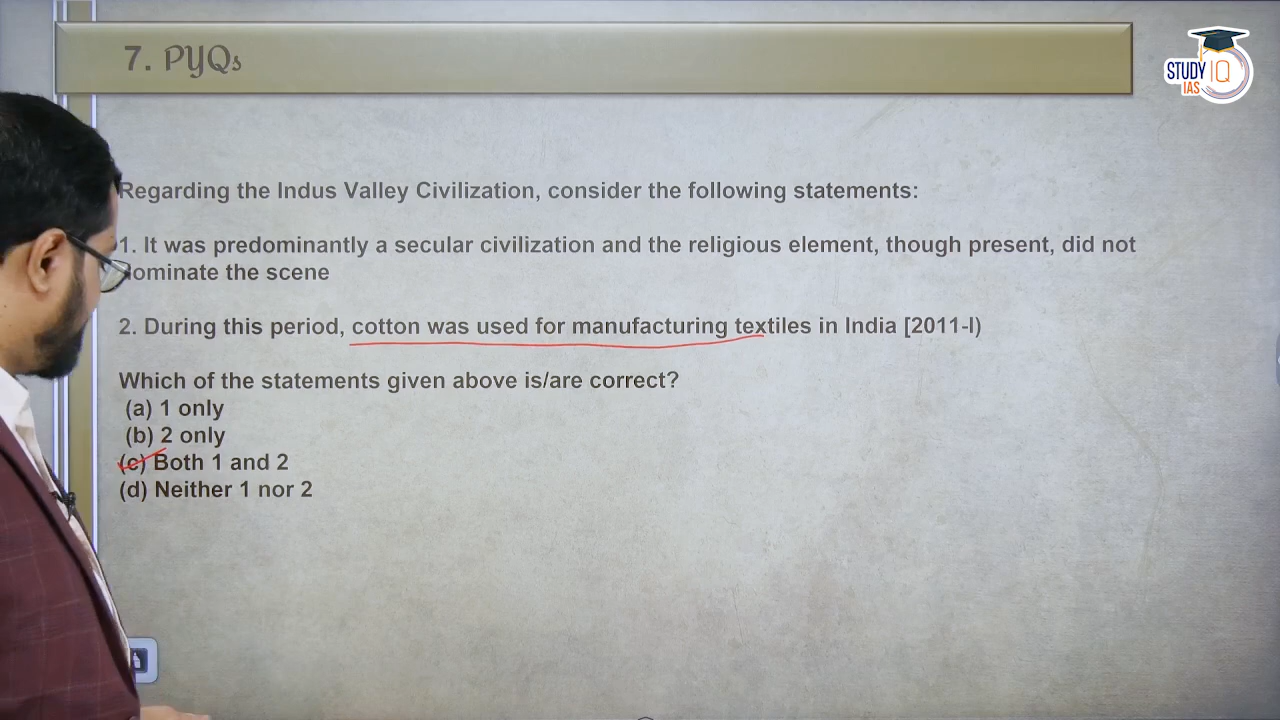 7. PYQs
STUDY IQ
IAS
Regarding the Indus Valley Civilization, consider the following statements:
1. It was predominantly a secular civilization and the religious element, though present, did not
dominate the scene
2. During this period, cotton was used for manufacturing textiles in India [2011-I)
Which of the statements given above is/are correct?
(a) 1 only
(b) 2 only
(c) Both 1 and 2
(d) Neither 1 nor 2